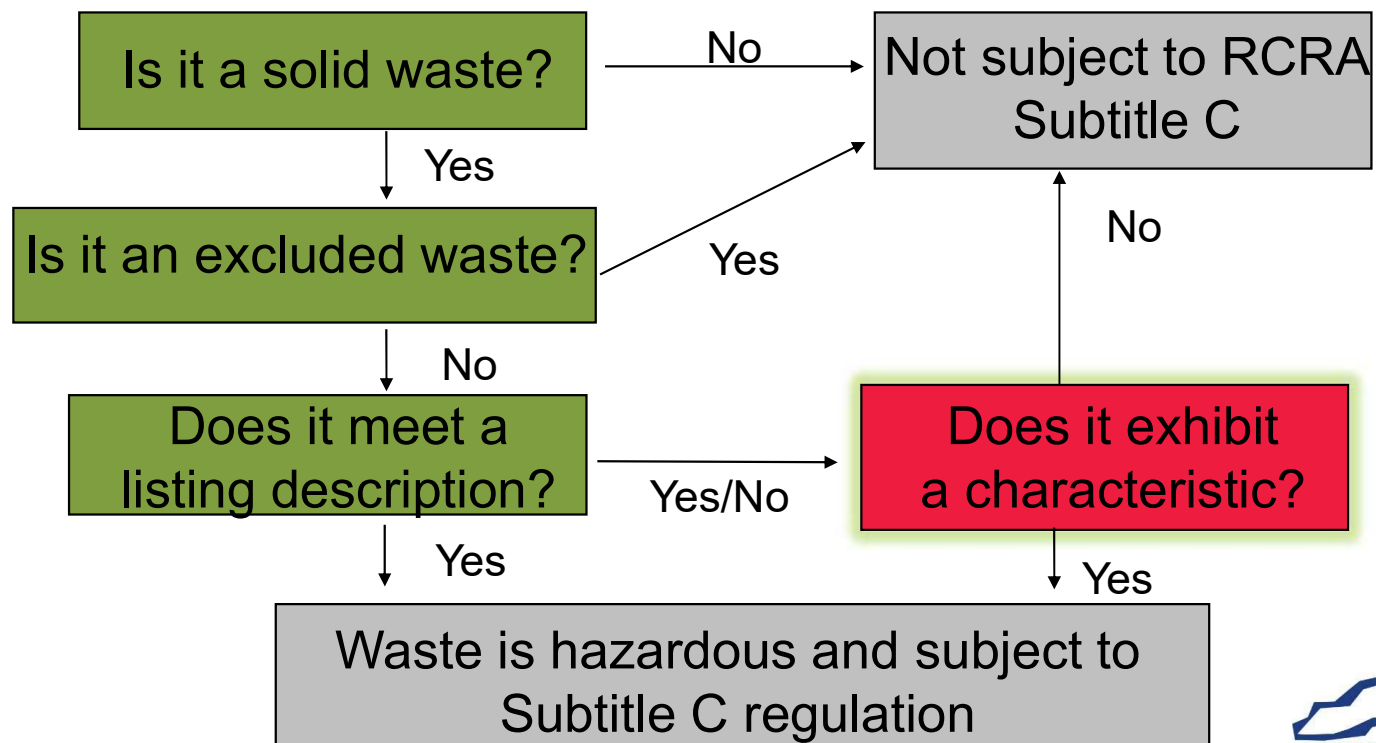 Is it a solid waste?
No
Not subject to RCRA
Subtitle C
Yes
Is it an excluded waste?
Yes
No
No
Does it meet a
listing description?
Yes/No
Does it exhibit
a characteristic?
Yes
Yes
Waste is hazardous and subject to
Subtitle C regulation